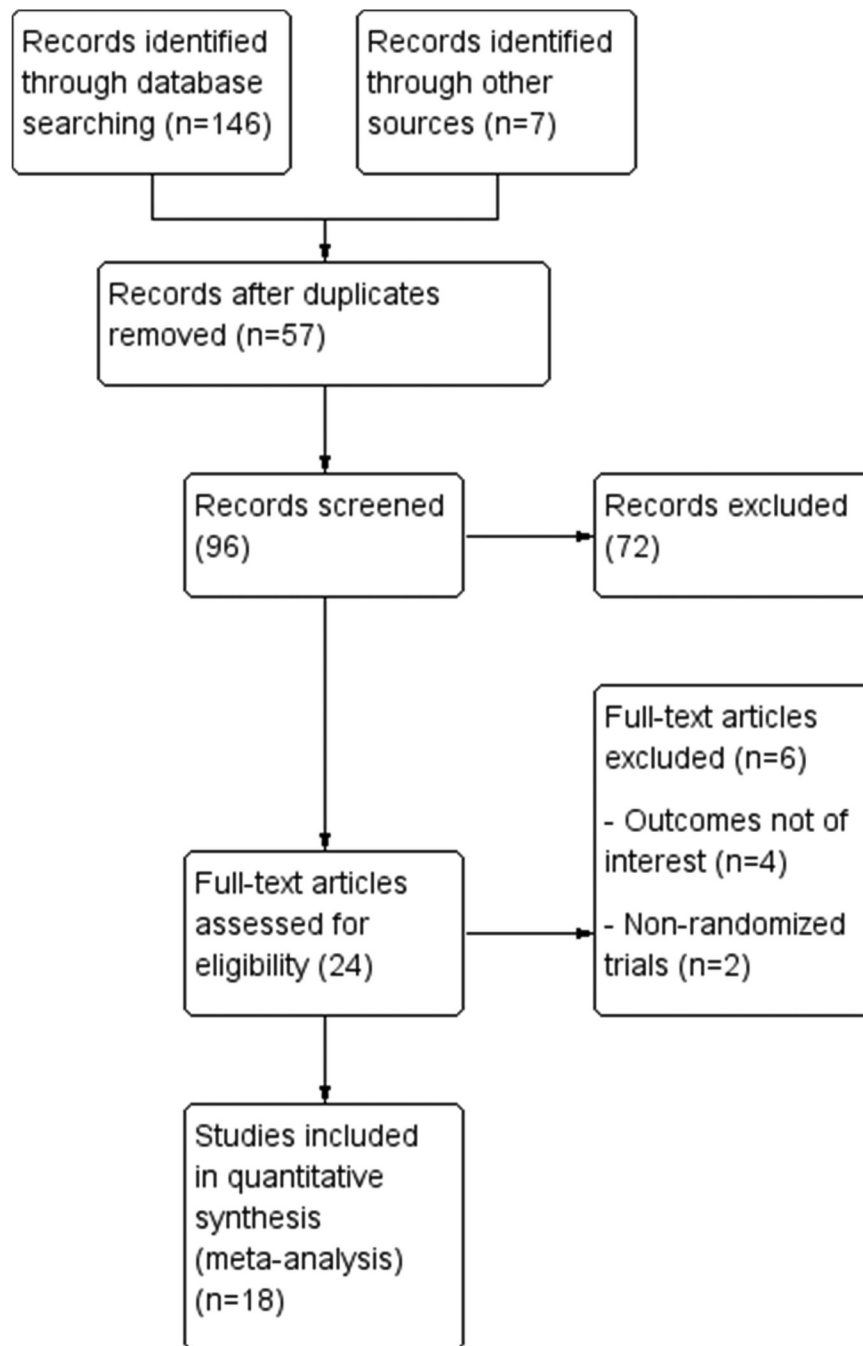 Records identified
through database
searching (n=146)
Records identified
through other
sources (n=7)
Records after duplicates
removed (n=57)
Records screened
(96)
Records excluded
(72)
Full-text articles
excluded (n=6)
- Outcomes not of
interest (n=4)
- Non-randomized
trials (n=2)
Full-text articles
assessed for
eligibility (24)
Studies included
in quantitative
synthesis
(meta-analysis)
(n=18)